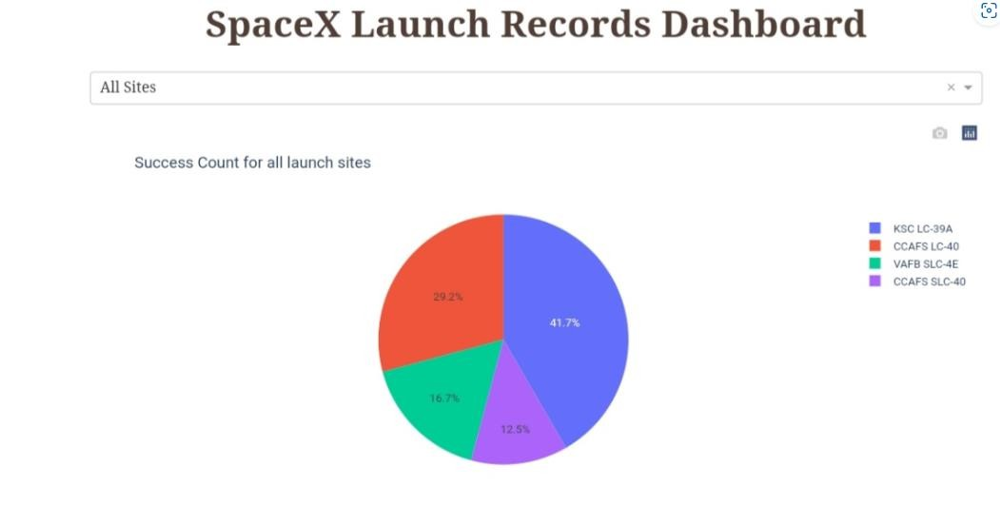 SpaceX Launch Records Dashboard
All Sites
Success Count for all launch sites
KSC LC-39A
CCAFS LC-40
VAFB SLC-4E
CCAFS SLC-40
29.2%
41.7%
16.7%
12.5%